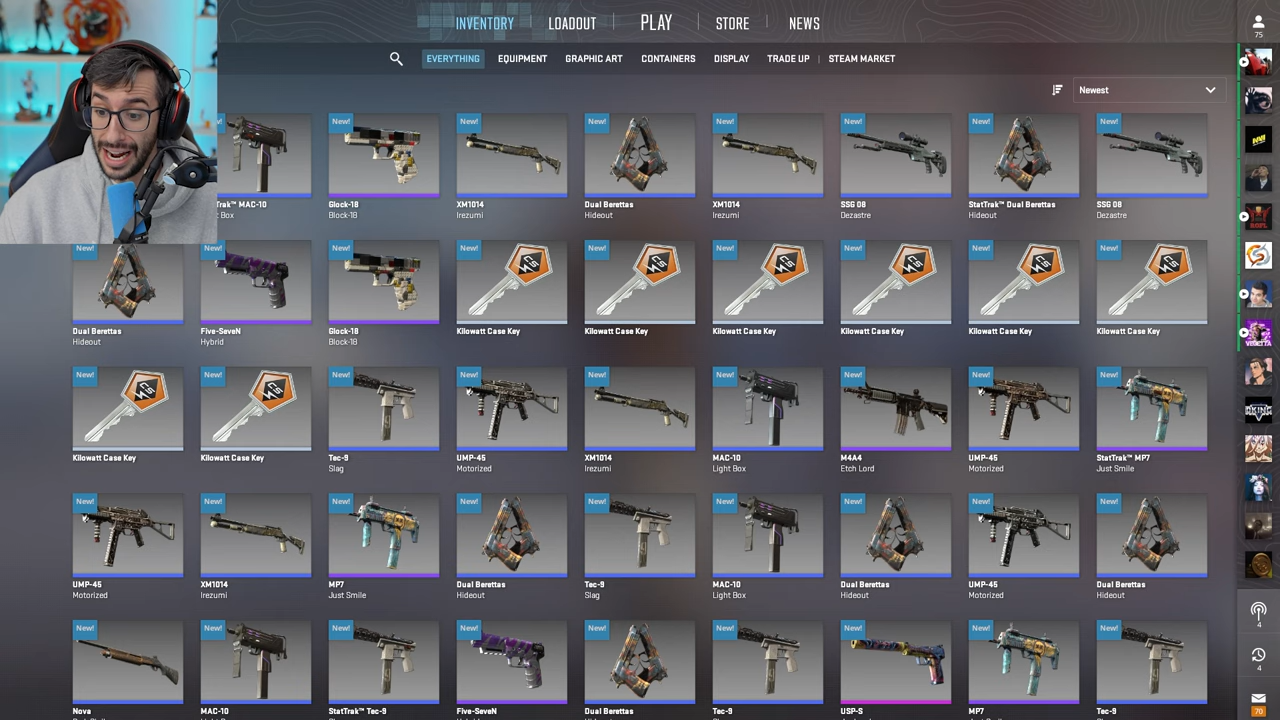 INVENTORY LOADOUT PLAY STORE NEWS
75
EVERYTHING EQUIPMENT GRAPHIC ART CONTAINERS DISPLAY TRADE UP STEAM MARKET
Newest
New! New! New! New! New! New! New! New!
MAC-10 Glock-18 XM1014 Dual Berettas XM1014 SSG 08 StatTrak™ Dual Berettas SSG 08
Box Block-18 Irezumi Hideout Irezumi Dezastre Hideout Dezastre
New! New! New! New! New! New! New! New! New!
Dual Berettas Five-SeveN Glock-18 Kilowatt Case Key Kilowatt Case Key Kilowatt Case Key Kilowatt Case Key Kilowatt Case Key Kilowatt Case Key
Hideout Hybrid Block-18
New! New! New! New! New! New! New! New! New!
Kilowatt Case Key Kilowatt Case Key Tec-9 UMP-45 XM1014 MAC-10 M4A4 UMP-45 StatTrak™ MP7
Slag Motorized Irezumi Light Box Etch Lord Motorized Just Smile
New! New! New! New! New! New! New! New! New!
UMP-45 XM1014 MP7 Dual Berettas Tec-9 MAC-10 Dual Berettas UMP-45 Dual Berettas
Motorized Irezumi Just Smile Hideout Slag Light Box Hideout Motorized Hideout
4
New! New! New! New! New! New! New! New! New!
4
Nova MAC-10 StatTrak™ Tec-9 Five-SeveN Dual Berettas Tec-9 USP-S MP7 Tec-9
70